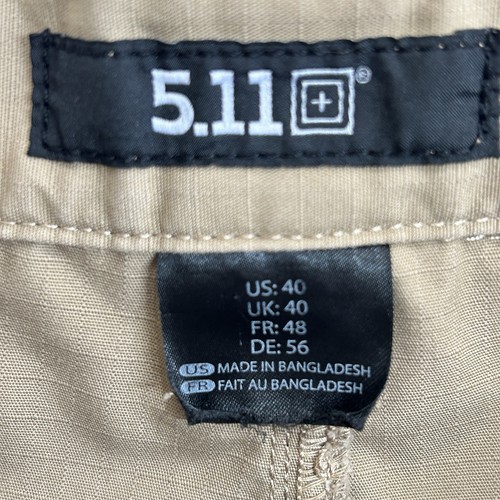 5.11®
US: 40
UK: 40
FR: 48
DE: 56
US MADE IN BANGLADESH
FR FAIT AU BANGLADESH